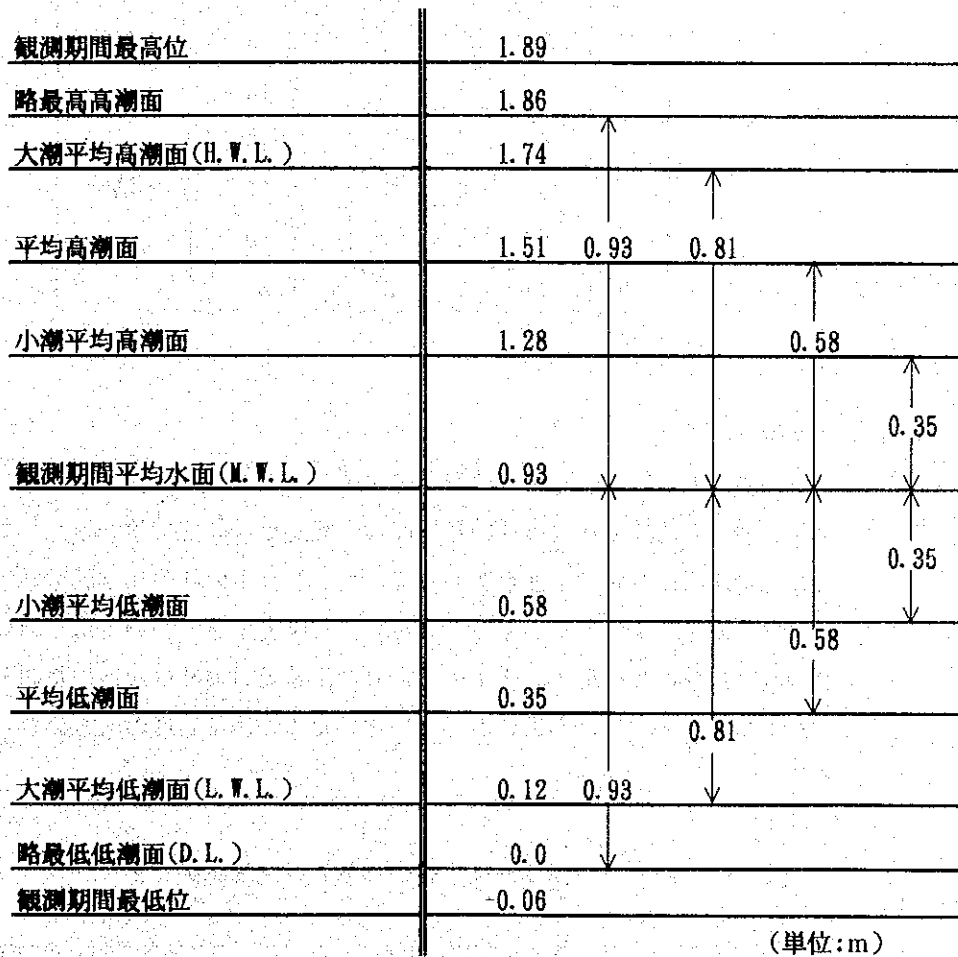 観測期間最高位 1.89
略最高高潮面 1.86
大潮平均高潮面(H.W.L.) 1.74
平均高潮面 1.51 0.93 0.81
小潮平均高潮面 1.28 0.58
0.35
観測期間平均水面(M.W.L.) 0.93
0.35
小潮平均低潮面 0.58
0.58
平均低潮面 0.35
0.81
大潮平均低潮面(L.W.L.) 0.12 0.93
略最低低潮面(D.L.) 0.0
観測期間最低位 -0.06
(単位:m)